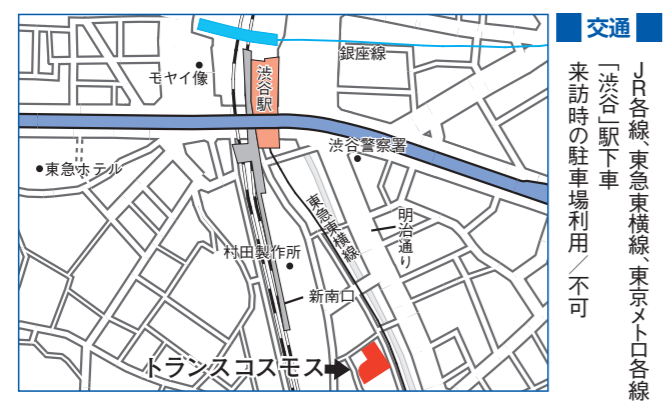 銀座線
モヤイ像
渋谷駅
渋谷警察署
東急ホテル
東急東横線
明治通り
村田製作所
新南口
トランスコスモス
交通
JR各線、東急東横線、東京メトロ各線
「渋谷」駅下車
来訪時の駐車場利用／不可